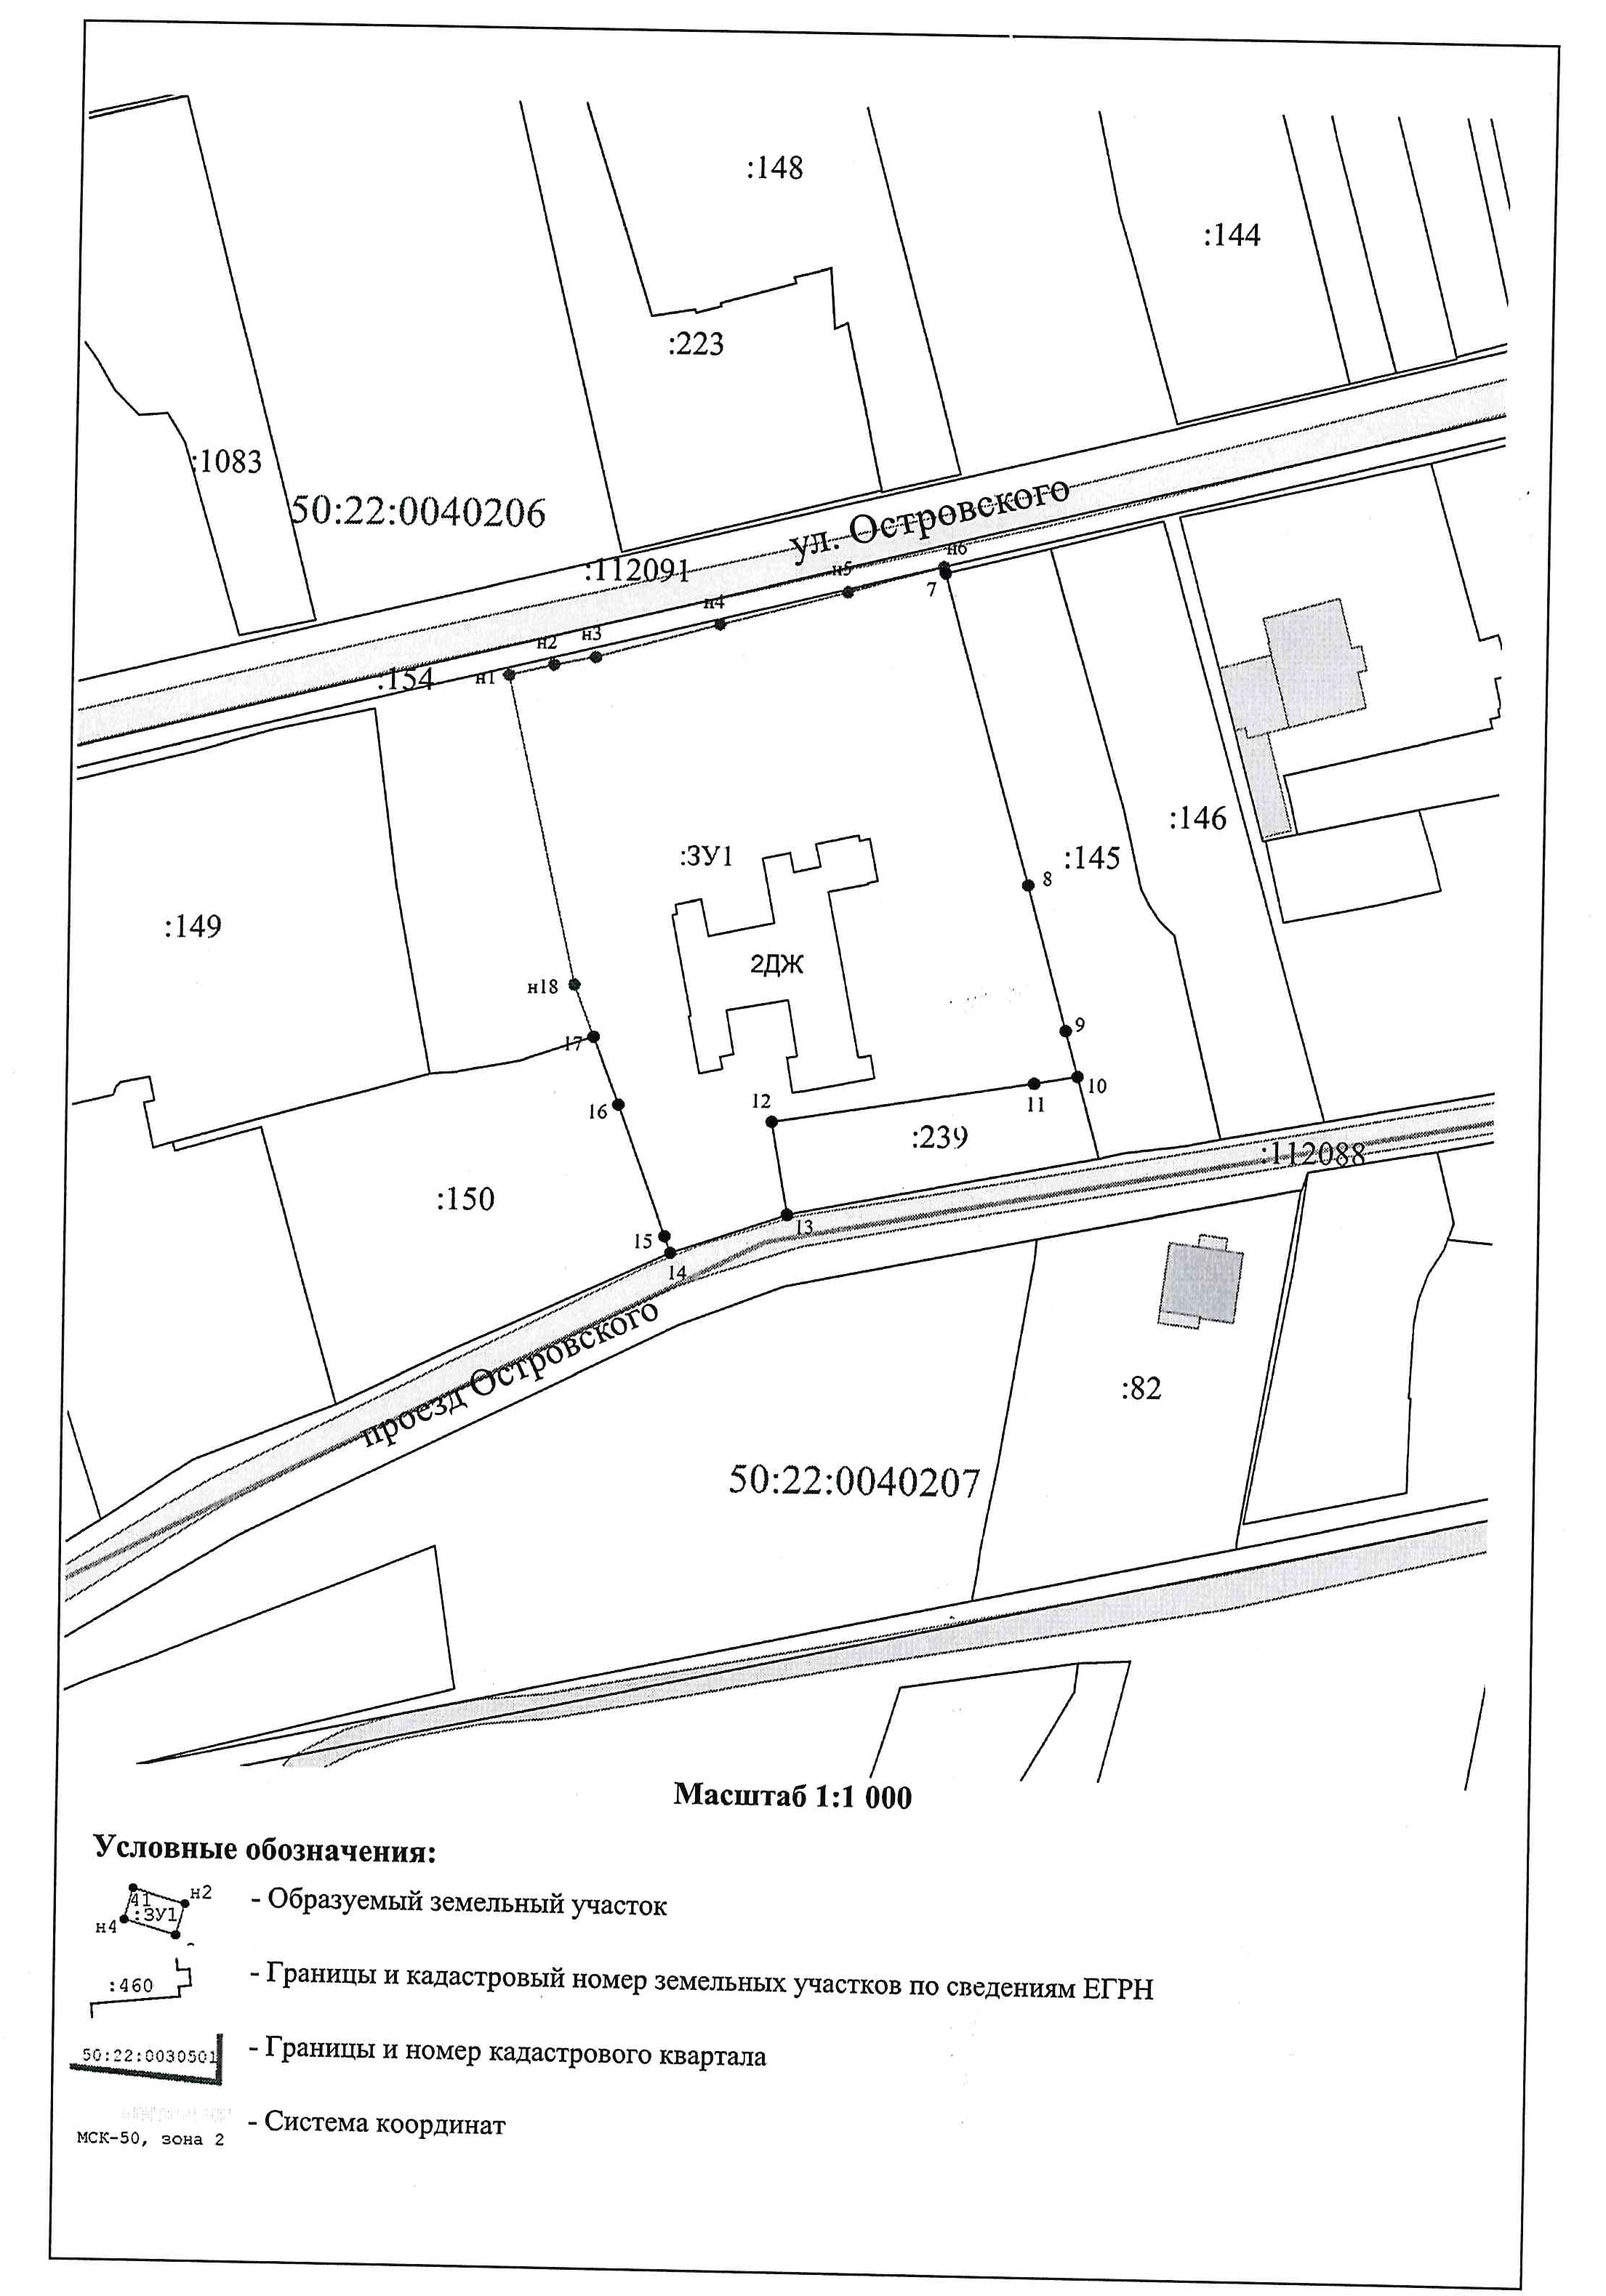 :148
:144
:223
:1083
50:22:0040206
ул. Островского
:112091
н6
н5
7
н4
н3
н2
н1
:154
:146
:ЗУ1
:145
8
:149
2ДЖ
н18
9
17
10
11
16
12
:239
:112088
:150
13
15
14
проезд Островского
:82
50:22:0040207
Масштаб 1:1 000
Условные обозначения:
н2
:ЗУ1
н4
- Образуемый земельный участок
:460
- Границы и кадастровый номер земельных участков по сведениям ЕГРН
50:22:0030501
- Границы и номер кадастрового квартала
МСК-50, зона 2
- Система координат